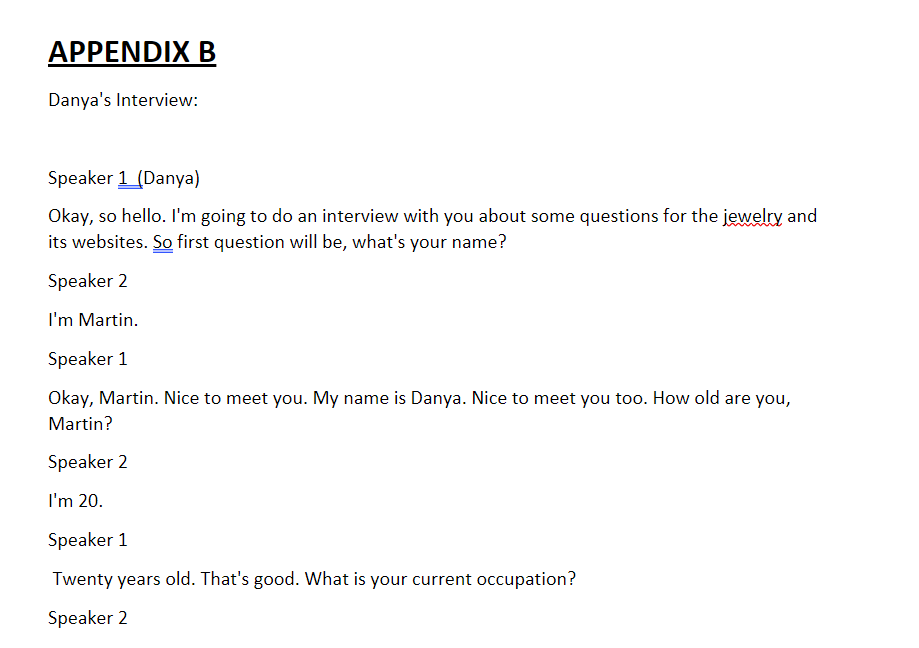 APPENDIX B
Danya's Interview:
Speaker 1  (Danya)
Okay, so hello. I'm going to do an interview with you about some questions for the jewelry and
its websites. So first question will be, what's your name?
Speaker 2
I'm Martin.
Speaker 1
Okay, Martin. Nice to meet you. My name is Danya. Nice to meet you too. How old are you,
Martin?
Speaker 2
I'm 20.
Speaker 1
Twenty years old. That's good. What is your current occupation?
Speaker 2